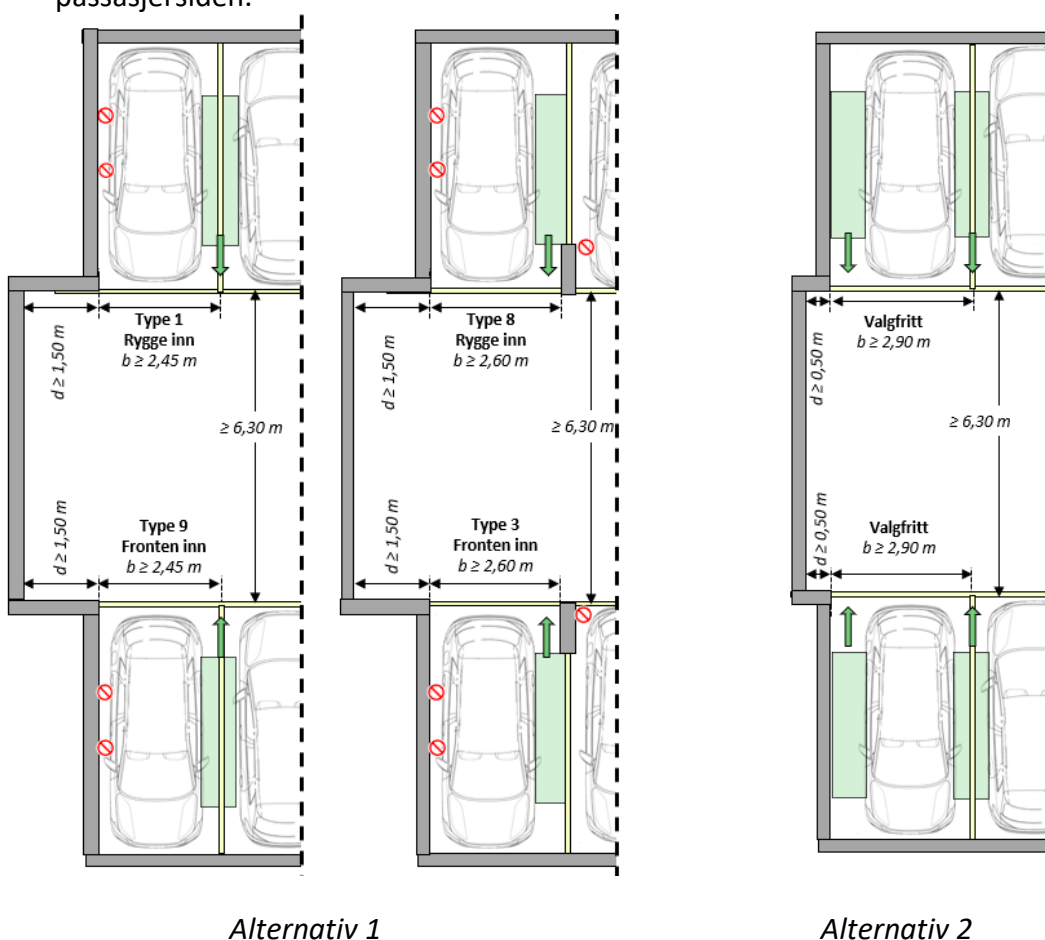 passasjersiden.
Type 1
Rygge inn
b ≥ 2,45 m
d ≥ 1,50 m
≥ 6,30 m
d ≥ 1,50 m
Type 9
Fronten inn
b ≥ 2,45 m
Type 8
Rygge inn
b ≥ 2,60 m
d ≥ 1,50 m
≥ 6,30 m
d ≥ 1,50 m
Type 3
Fronten inn
b ≥ 2,60 m
Valgfritt
b ≥ 2,90 m
d ≥ 0,50 m
≥ 6,30 m
d ≥ 0,50 m
Valgfritt
b ≥ 2,90 m
Alternativ 1
Alternativ 2